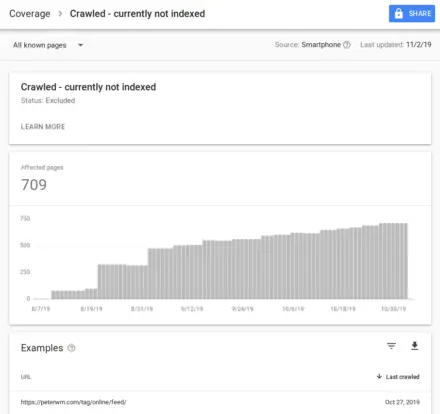 Coverage > Crawled - currently not indexed
SHARE
All known pages
Source: Smartphone
Last updated: 11/2/19
Crawled - currently not indexed
Status: Excluded
LEARN MORE
Affected pages
709
750
500
250
0
8/7/19 8/19/19 8/31/19 9/12/19 9/24/19 10/6/19 10/18/19 10/30/19
Examples
URL
Last crawled
https://peterwm.com/tag/online/feed/
Oct 27, 2019